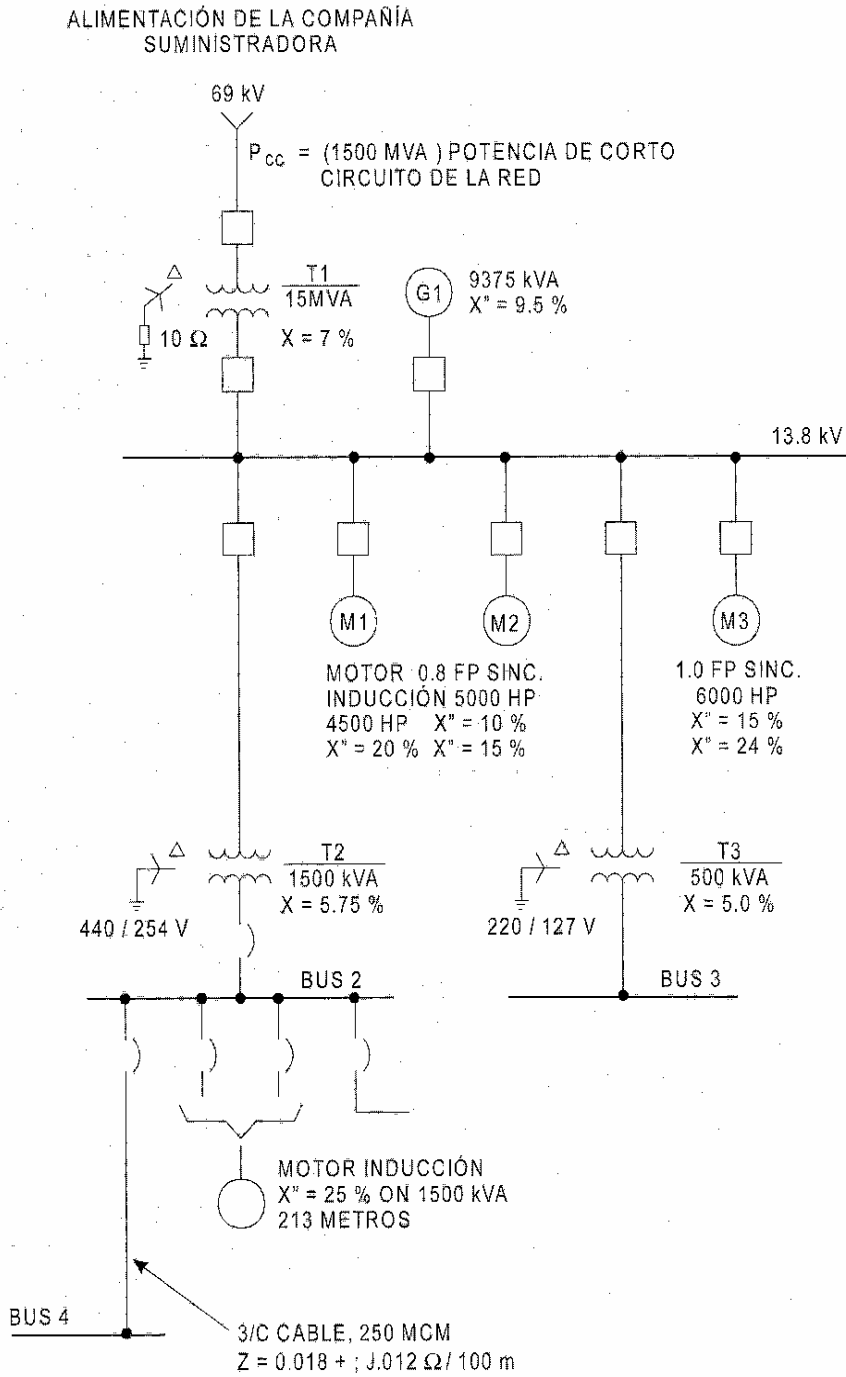 ALIMENTACIÓN DE LA COMPAÑÍA
SUMINISTRADORA
69 kV
PCC = (1500 MVA ) POTENCIA DE CORTO
CIRCUITO DE LA RED
Δ
T1
15MVA
X = 7 %
10 Ω
G1
9375 kVA
X" = 9.5 %
13.8 kV
M1
M2
M3
MOTOR 0.8 FP SINC.
INDUCCIÓN 5000 HP
4500 HP X" = 10 %
X" = 20 % X" = 15 %
1.0 FP SINC.
6000 HP
X" = 15 %
X" = 24 %
Δ
T2
1500 kVA
X = 5.75 %
440 / 254 V
Δ
T3
500 kVA
X = 5.0 %
220 / 127 V
BUS 2
BUS 3
MOTOR INDUCCIÓN
X" = 25 % ON 1500 kVA
213 METROS
BUS 4
3/C CABLE, 250 MCM
Z = 0.018 + ; J.012 Ω/ 100 m